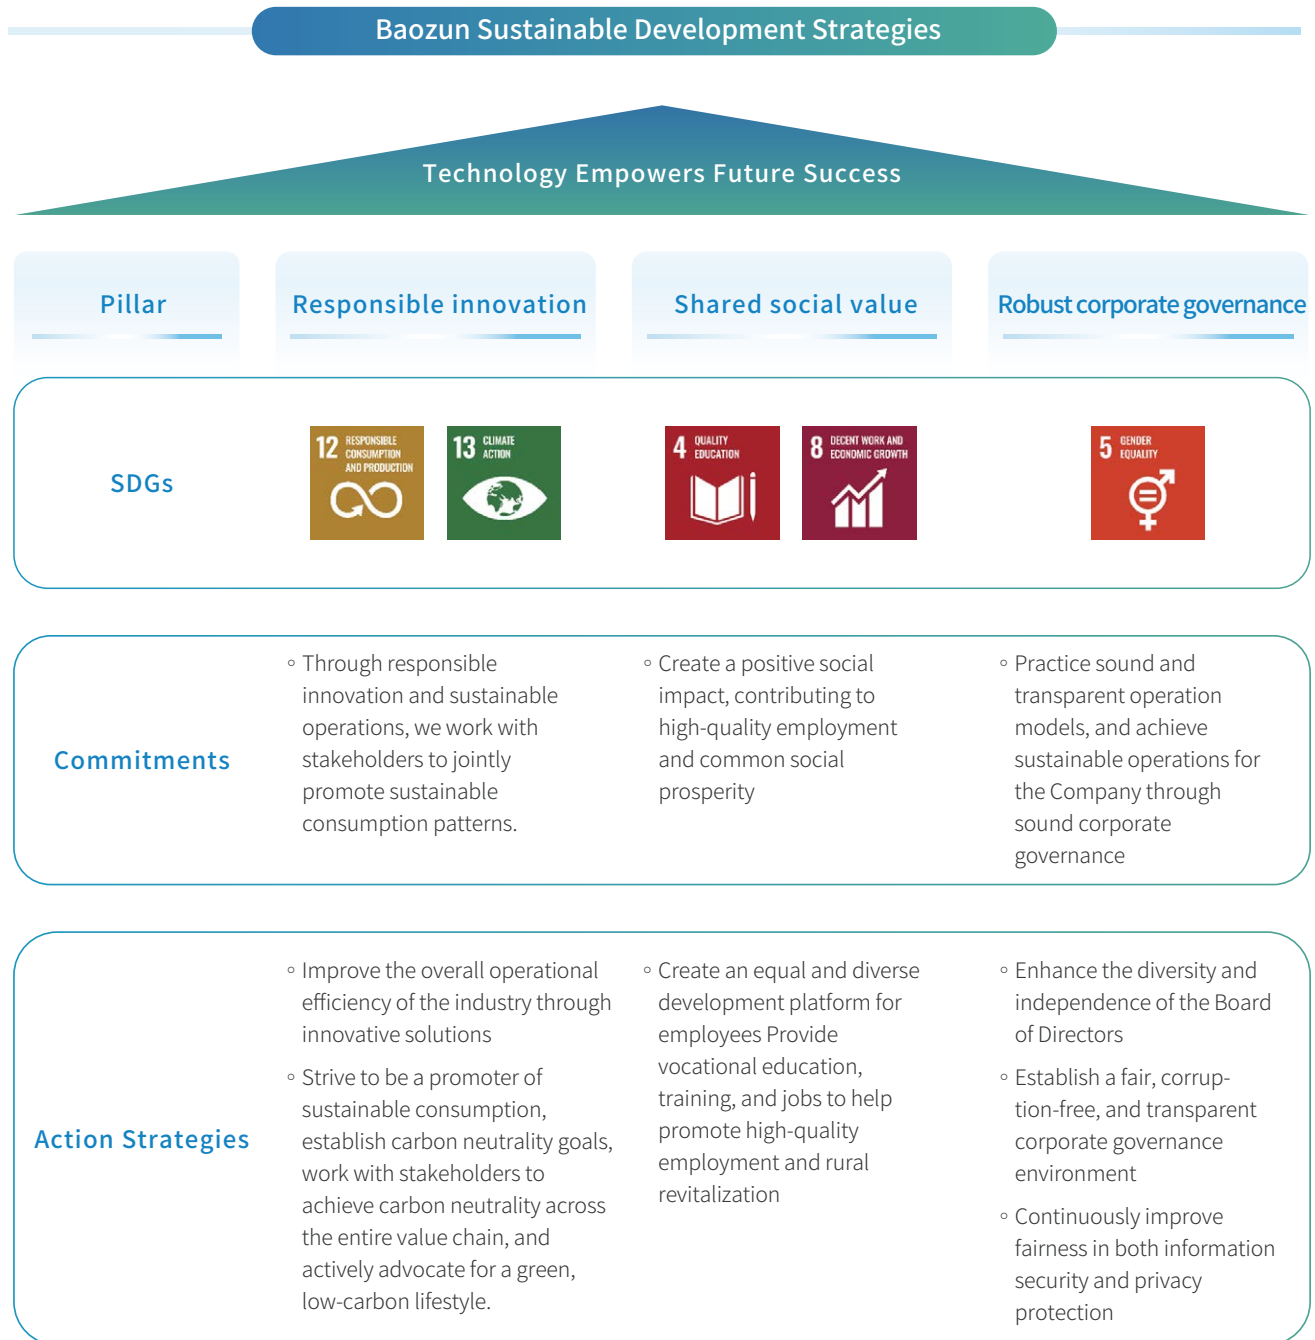 Baozun Sustainable Development Strategies
Technology Empowers Future Success
Pillar
Responsible innovation
Shared social value
Robust corporate governance
SDGs
12 RESPONSIBLE
CONSUMPTION
AND PRODUCTION
13 CLIMATE
ACTION
4 QUALITY
EDUCATION
8 DECENT WORK AND
ECONOMIC GROWTH
5 GENDER
EQUALITY
Commitments
◦ Through responsible
innovation and sustainable
operations, we work with
stakeholders to jointly
promote sustainable
consumption patterns.
◦ Create a positive social
impact, contributing to
high-quality employment
and common social
prosperity
◦ Practice sound and
transparent operation
models, and achieve
sustainable operations for
the Company through
sound corporate
governance
Action Strategies
◦ Improve the overall operational
efficiency of the industry through
innovative solutions
◦ Strive to be a promoter of
sustainable consumption,
establish carbon neutrality goals,
work with stakeholders to
achieve carbon neutrality across
the entire value chain, and
actively advocate for a green,
low-carbon lifestyle.
◦ Create an equal and diverse
development platform for
employees Provide
vocational education,
training, and jobs to help
promote high-quality
employment and rural
revitalization
◦ Enhance the diversity and
independence of the Board
of Directors
◦ Establish a fair, corrup-
tion-free, and transparent
corporate governance
environment
◦ Continuously improve
fairness in both information
security and privacy
protection